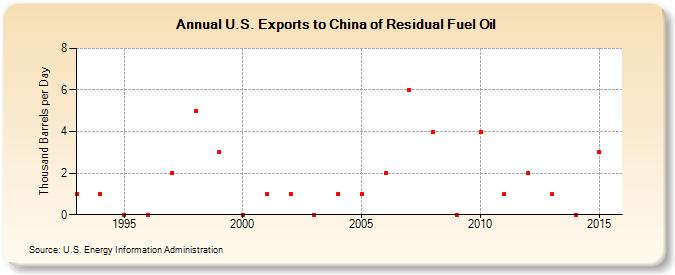 Annual U.S. Exports to China of Residual Fuel Oil
Thousand Barrels per Day
8
6
4
2
0
1995 2000 2005 2010 2015
Source: U.S. Energy Information Administration